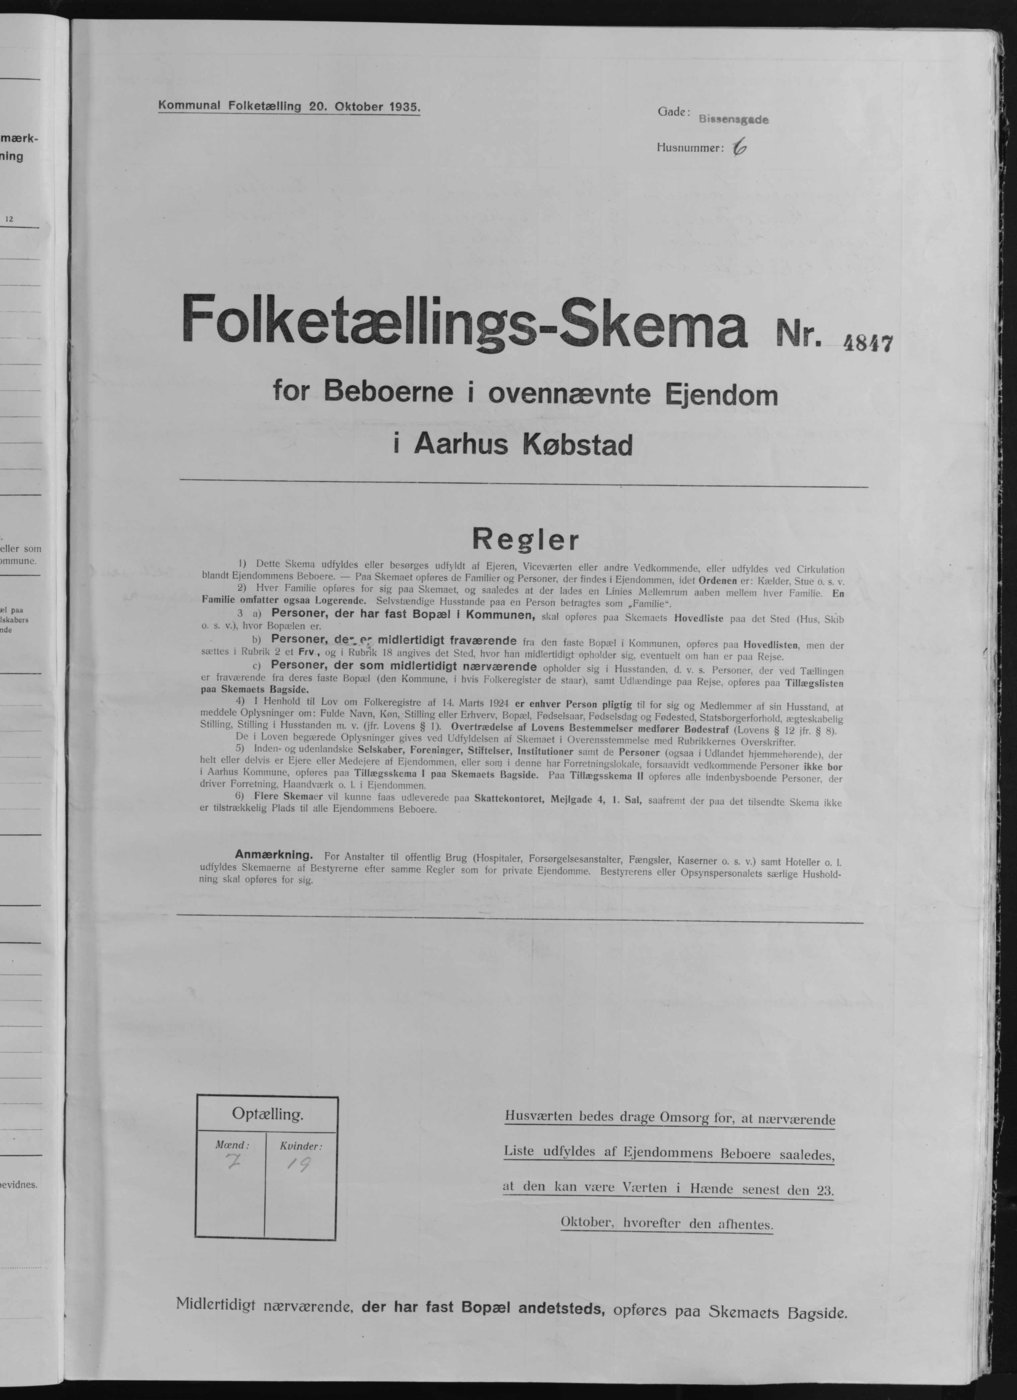 mærk-
ning
12
eller som
ommune.
æl paa
lskabers
nde
bevidnes.
Kommunal Folketælling 20. Oktober 1935.
Gade: Bissensgade
Husnummer: 6
Folketællings-Skema Nr. 4847
for Beboerne i ovennævnte Ejendom
i Aarhus Købstad
Regler
1) Dette Skema udfyldes eller besørges udfyldt af Ejeren, Viceværten eller andre Vedkommende, eller udfyldes ved Cirkulation
blandt Ejendommens Beboere. — Paa Skemaet opføres de Familier og Personer, der findes i Ejendommen, idet Ordenen er: Kælder, Stue o. s. v.
2) Hver Familie opføres for sig paa Skemaet, og saaledes at der lades en Linies Mellemrum aaben mellem hver Familie. En
Familie omfatter ogsaa Logerende. Selvstændige Husstande paa en Person betragtes som „Familie“.
3 a) Personer, der har fast Bopæl i Kommunen, skal opføres paa Skemaets Hovedliste paa det Sted (Hus, Skib
o. s. v.), hvor Bopælen er.
b) Personer, der er midlertidigt fraværende fra den faste Bopæl i Kommunen, opføres paa Hovedlisten, men der
sættes i Rubrik 2 et Frv., og i Rubrik 18 angives det Sted, hvor han midlertidigt opholder sig, eventuelt om han er paa Rejse.
c) Personer, der som midlertidigt nærværende opholder sig i Husstanden, d. v. s. Personer, der ved Tællingen
er fraværende fra deres faste Bopæl (den Kommune, i hvis Folkeregister de staar), samt Udlændinge paa Rejse, opføres paa Tillægslisten
paa Skemaets Bagside.
4) I Henhold til Lov om Folkeregistre af 14. Marts 1924 er enhver Person pligtig til for sig og Medlemmer af sin Husstand, at
meddele Oplysninger om: Fulde Navn, Køn, Stilling eller Erhverv, Bopæl, Fødselsaar, Fødselsdag og Fødested, Statsborgerforhold, ægteskabelig
Stilling, Stilling i Husstanden m. v. (jfr. Lovens § 1). Overtrædelse af Lovens Bestemmelser medfører Bødestraf (Lovens § 12 jfr. § 8).
De i Loven begærede Oplysninger gives ved Udfyldelsen af Skemaet i Overensstemmelse med Rubrikkernes Overskrifter.
5) Inden- og udenlandske Selskaber, Foreninger, Stiftelser, Institutioner samt de Personer (ogsaa i Udlandet hjemmehørende), der
helt eller delvis er Ejere eller Medejere af Ejendommen, eller som i denne har Forretningslokale, forsaavidt vedkommende Personer ikke bor
i Aarhus Kommune, opføres paa Tillægsskema I paa Skemaets Bagside. Paa Tillægsskema II opføres alle indenbysboende Personer, der
driver Forretning, Haandværk o. l. i Ejendommen.
6) Flere Skemaer vil kunne faas udleverede paa Skattekontoret, Mejlgade 4, 1. Sal, saafremt der paa det tilsendte Skema ikke
er tilstrækkelig Plads til alle Ejendommens Beboere.
Anmærkning. For Anstalter til offentlig Brug (Hospitaler, Forsørgelsesanstalter, Fængsler, Kaserner o. s. v.) samt Hoteller o. l.
udfyldes Skemaerne af Bestyrerne efter samme Regler som for private Ejendomme. Bestyrerens eller Opsynspersonalets særlige Hushold-
ning skal opføres for sig.
Optælling.
Mænd: Kvinder:
7 19
Husværten bedes drage Omsorg for, at nærværende
Liste udfyldes af Ejendommens Beboere saaledes,
at den kan være Værten i Hænde senest den 23.
Oktober, hvorefter den afhentes.
Midlertidigt nærværende, der har fast Bopæl andetsteds, opføres paa Skemaets Bagside.